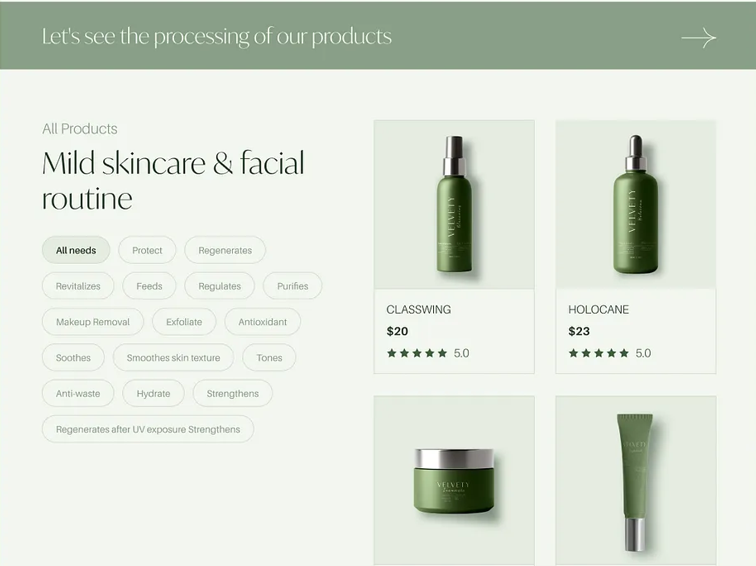 Let's see the processing of our products
All Products
Mild skincare & facial
routine
All needs
Protect
Regenerates
Revitalizes
Feeds
Regulates
Purifies
Makeup Removal
Exfoliate
Antioxidant
Soothes
Smoothes skin texture
Tones
Anti-waste
Hydrate
Strengthens
Regenerates after UV exposure Strengthens
VELVETY
CLASSWING
$20
5.0
VELVETY
HOLOCANE
$23
5.0
VELVETY
VELVETY